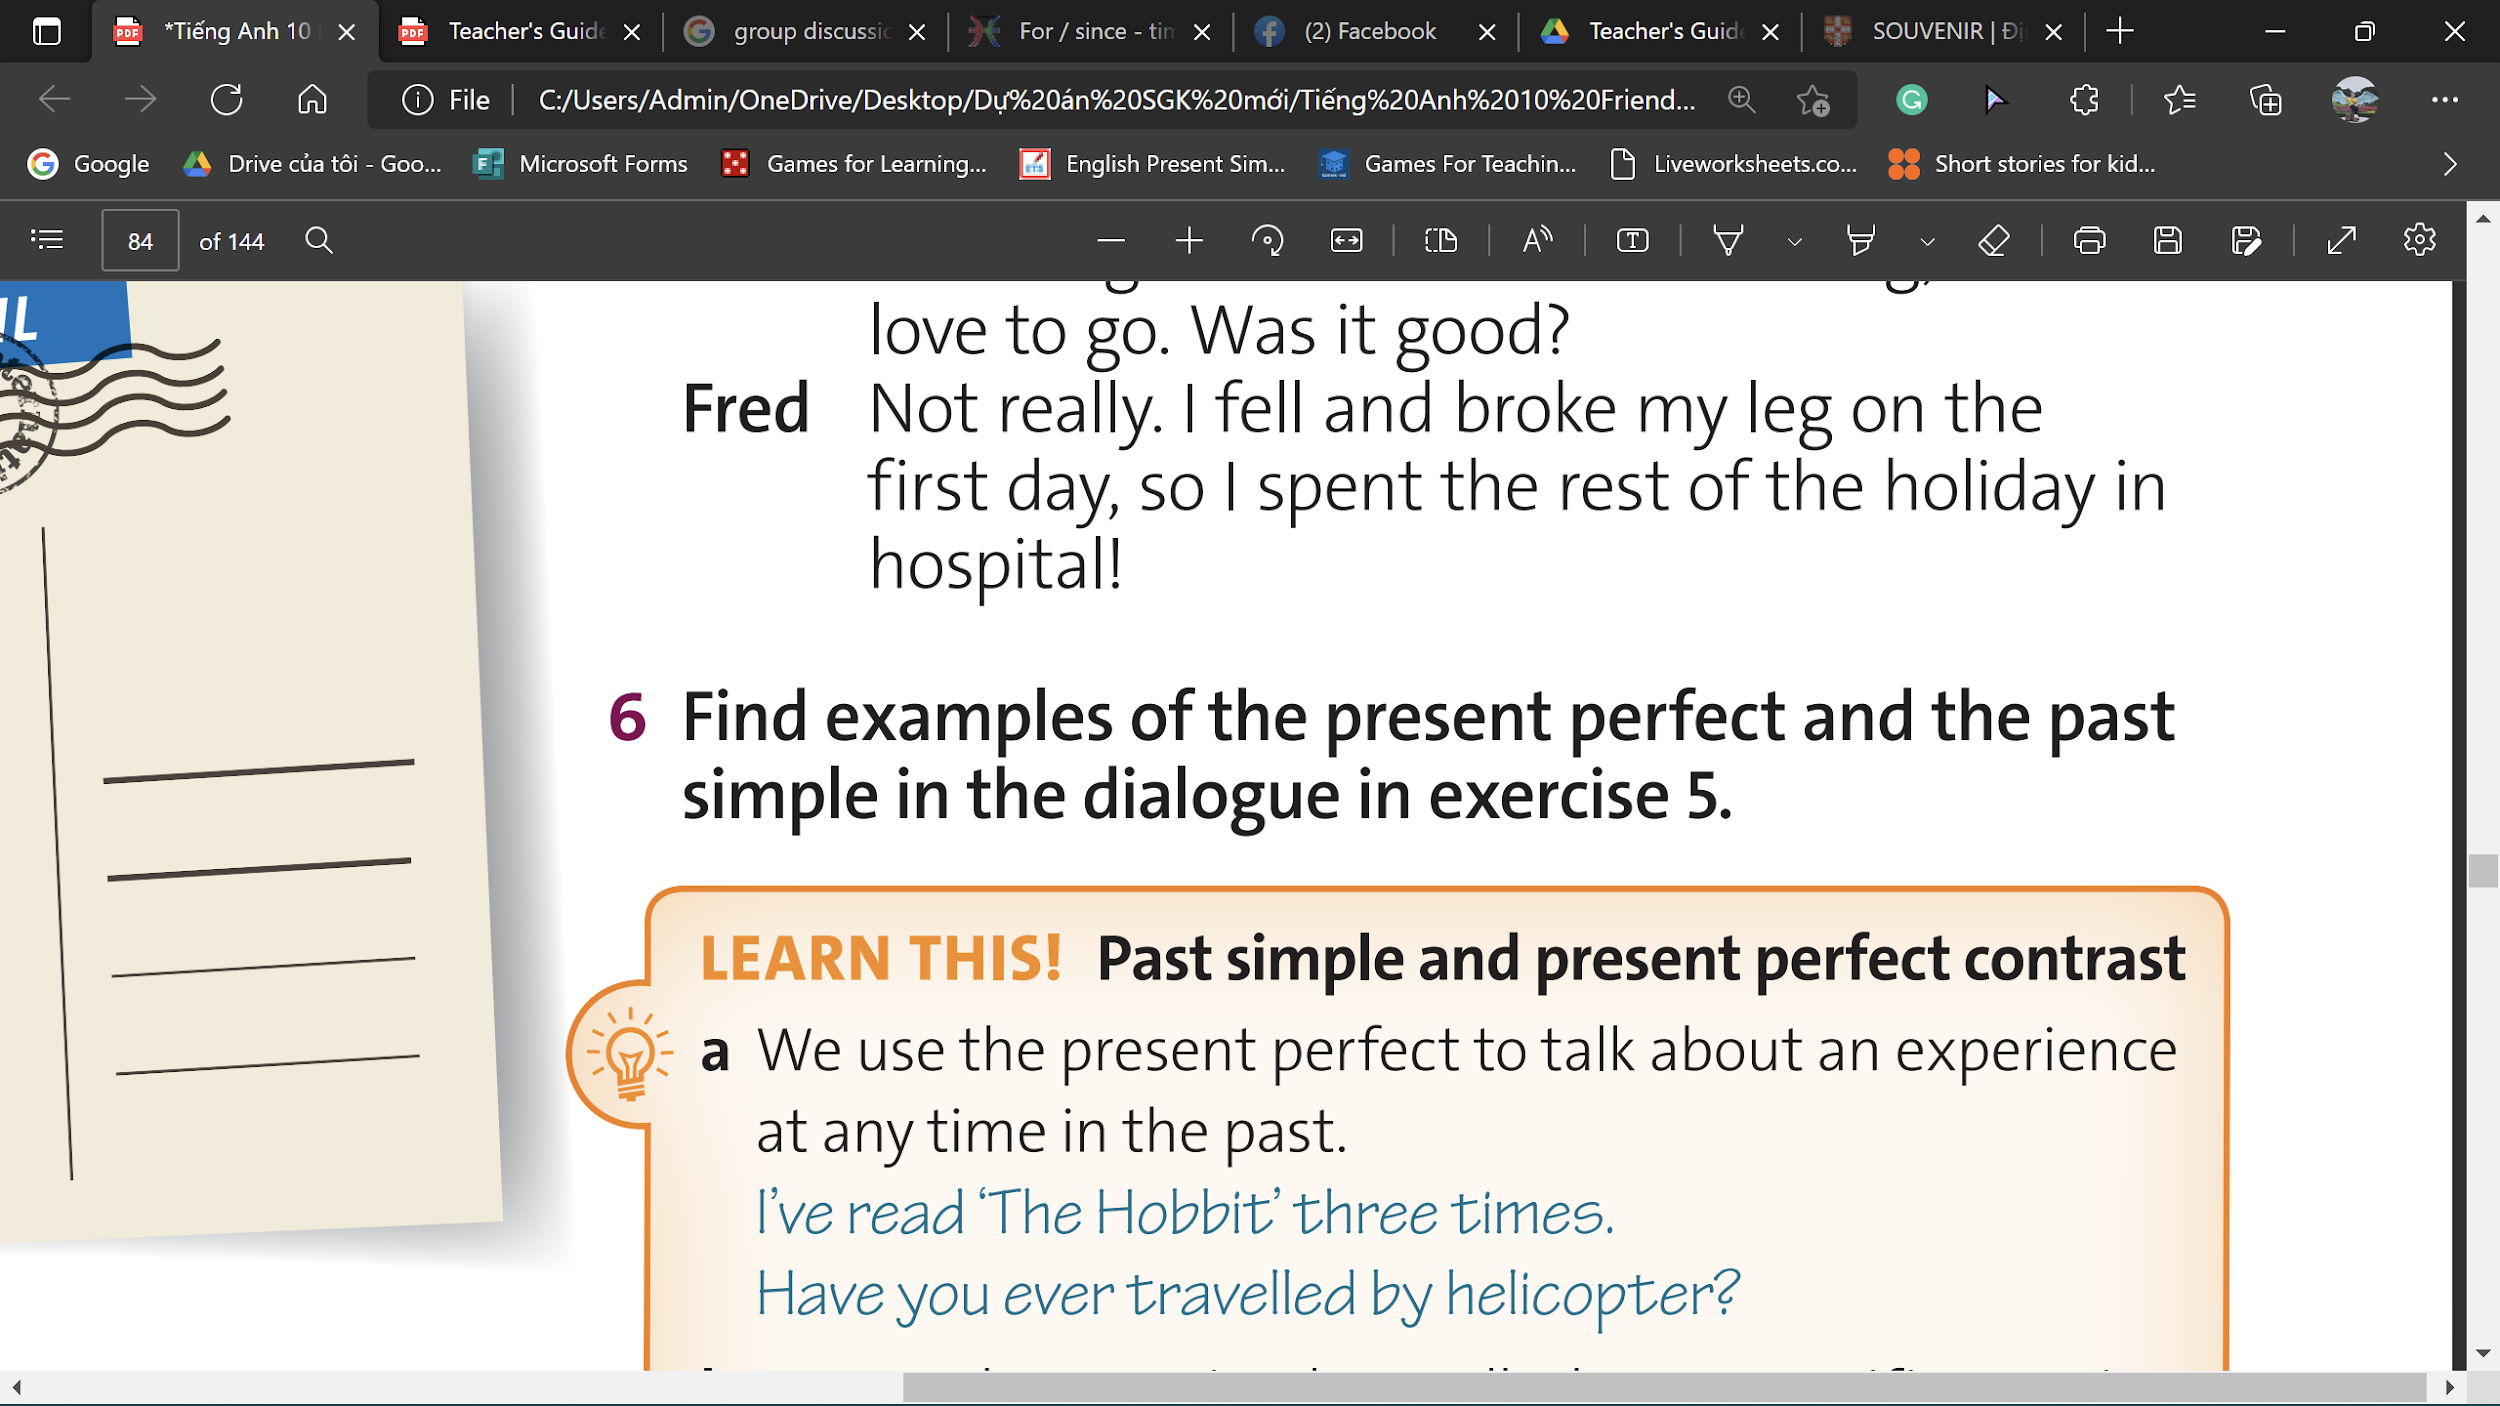 *Tiếng Anh 10
Teacher's Guide
group discussic
For / since - tim
(2) Facebook
Teacher's Guide
SOUVENIR | Đị
File
C:/Users/Admin/OneDrive/Desktop/Dự%20án%20SGK%20mới/Tiếng%20Anh%2010%20Friend...
Google
Drive của tôi - Goo...
Microsoft Forms
Games for Learning...
English Present Sim...
Games For Teachin...
Liveworksheets.co...
Short stories for kid...
84
of 144
love to go. Was it good?
Fred Not really. I fell and broke my leg on the
first day, so I spent the rest of the holiday in
hospital!
6 Find examples of the present perfect and the past
simple in the dialogue in exercise 5.
LEARN THIS! Past simple and present perfect contrast
a We use the present perfect to talk about an experience
at any time in the past.
I've read ‘The Hobbit’ three times.
Have you ever travelled by helicopter?